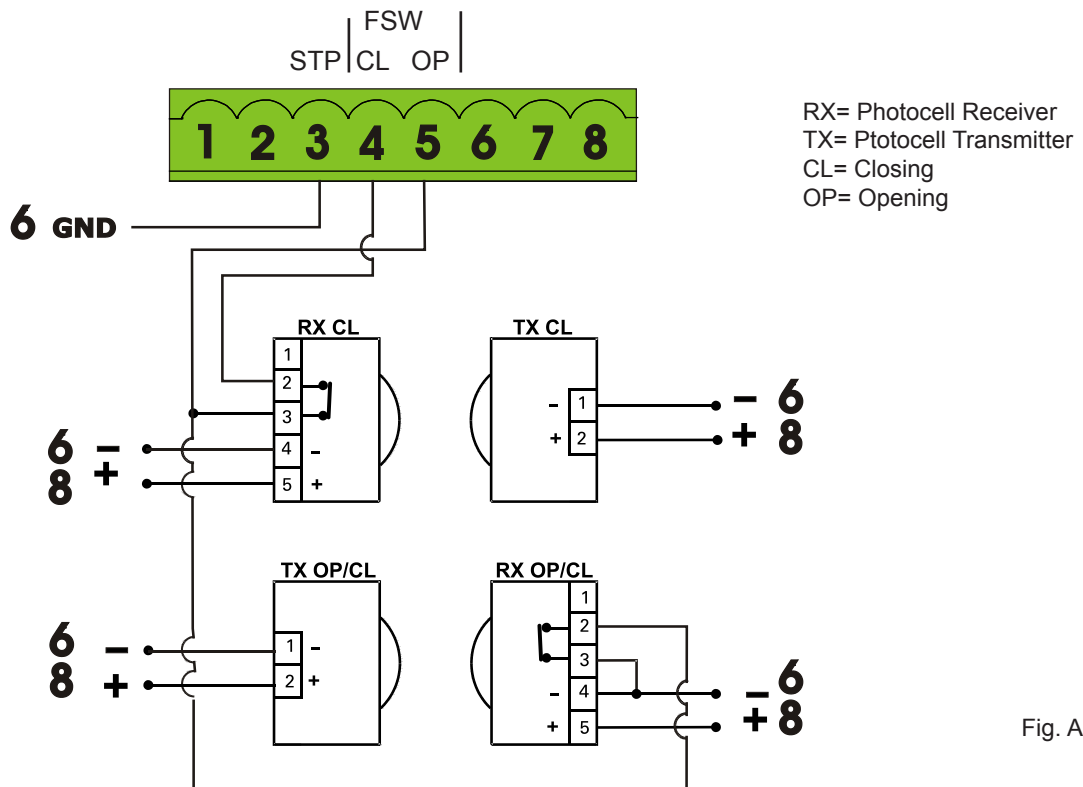 FSW
STP CL OP
1 2 3 4 5 6 7 8
RX= Photocell Receiver
TX= Ptotocell Transmitter
CL= Closing
OP= Opening
6 GND
RX CL
1
2
3
4 -
5 +
6 -
8 +
TX CL
- 1
+ 2
- 6
+ 8
TX OP/CL
1 -
2 +
6 -
8 +
RX OP/CL
1
2
3
- 4
+ 5
- 6
+ 8
Fig. A